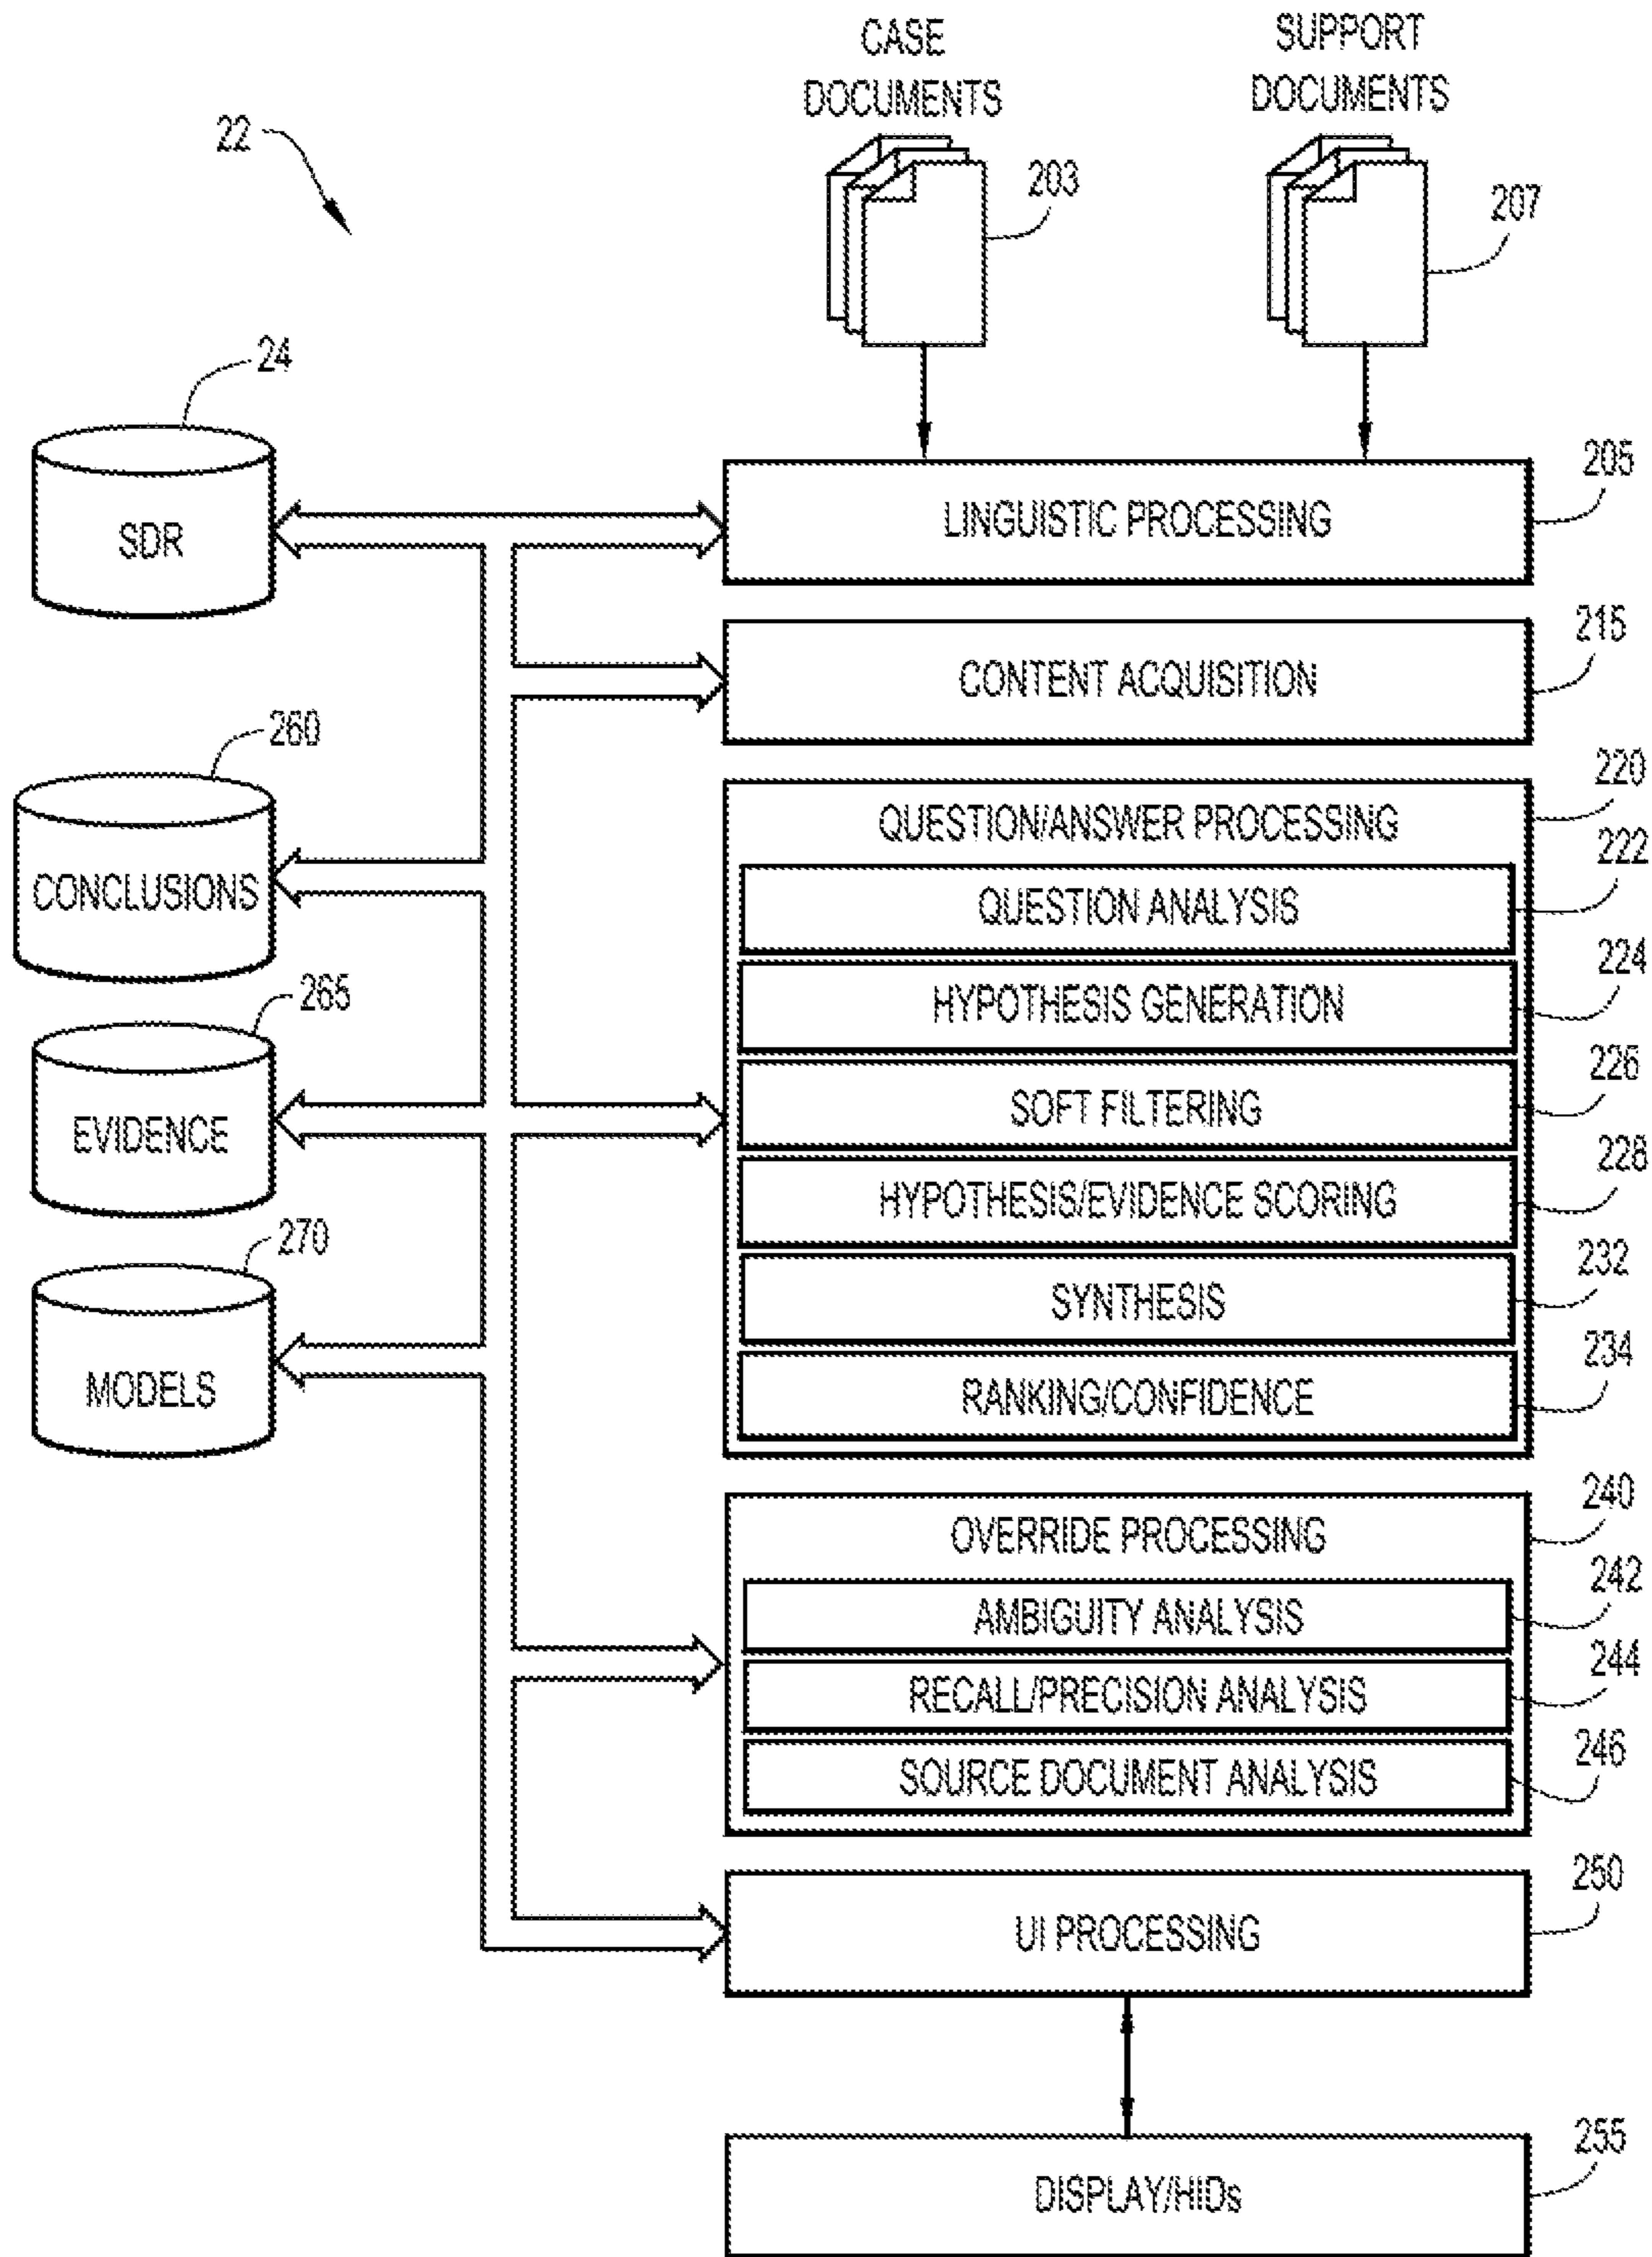 CASE
DOCUMENTS
SUPPORT
DOCUMENTS
22
203
207
24
SDR
205
LINGUISTIC PROCESSING
215
CONTENT ACQUISITION
260
CONCLUSIONS
220
QUESTION/ANSWER PROCESSING
222
QUESTION ANALYSIS
224
HYPOTHESIS GENERATION
265
EVIDENCE
226
SOFT FILTERING
228
HYPOTHESIS/EVIDENCE SCORING
270
MODELS
232
SYNTHESIS
234
RANKING/CONFIDENCE
240
OVERRIDE PROCESSING
242
AMBIGUITY ANALYSIS
244
RECALL/PRECISION ANALYSIS
246
SOURCE DOCUMENT ANALYSIS
250
UI PROCESSING
255
DISPLAY/HIDs